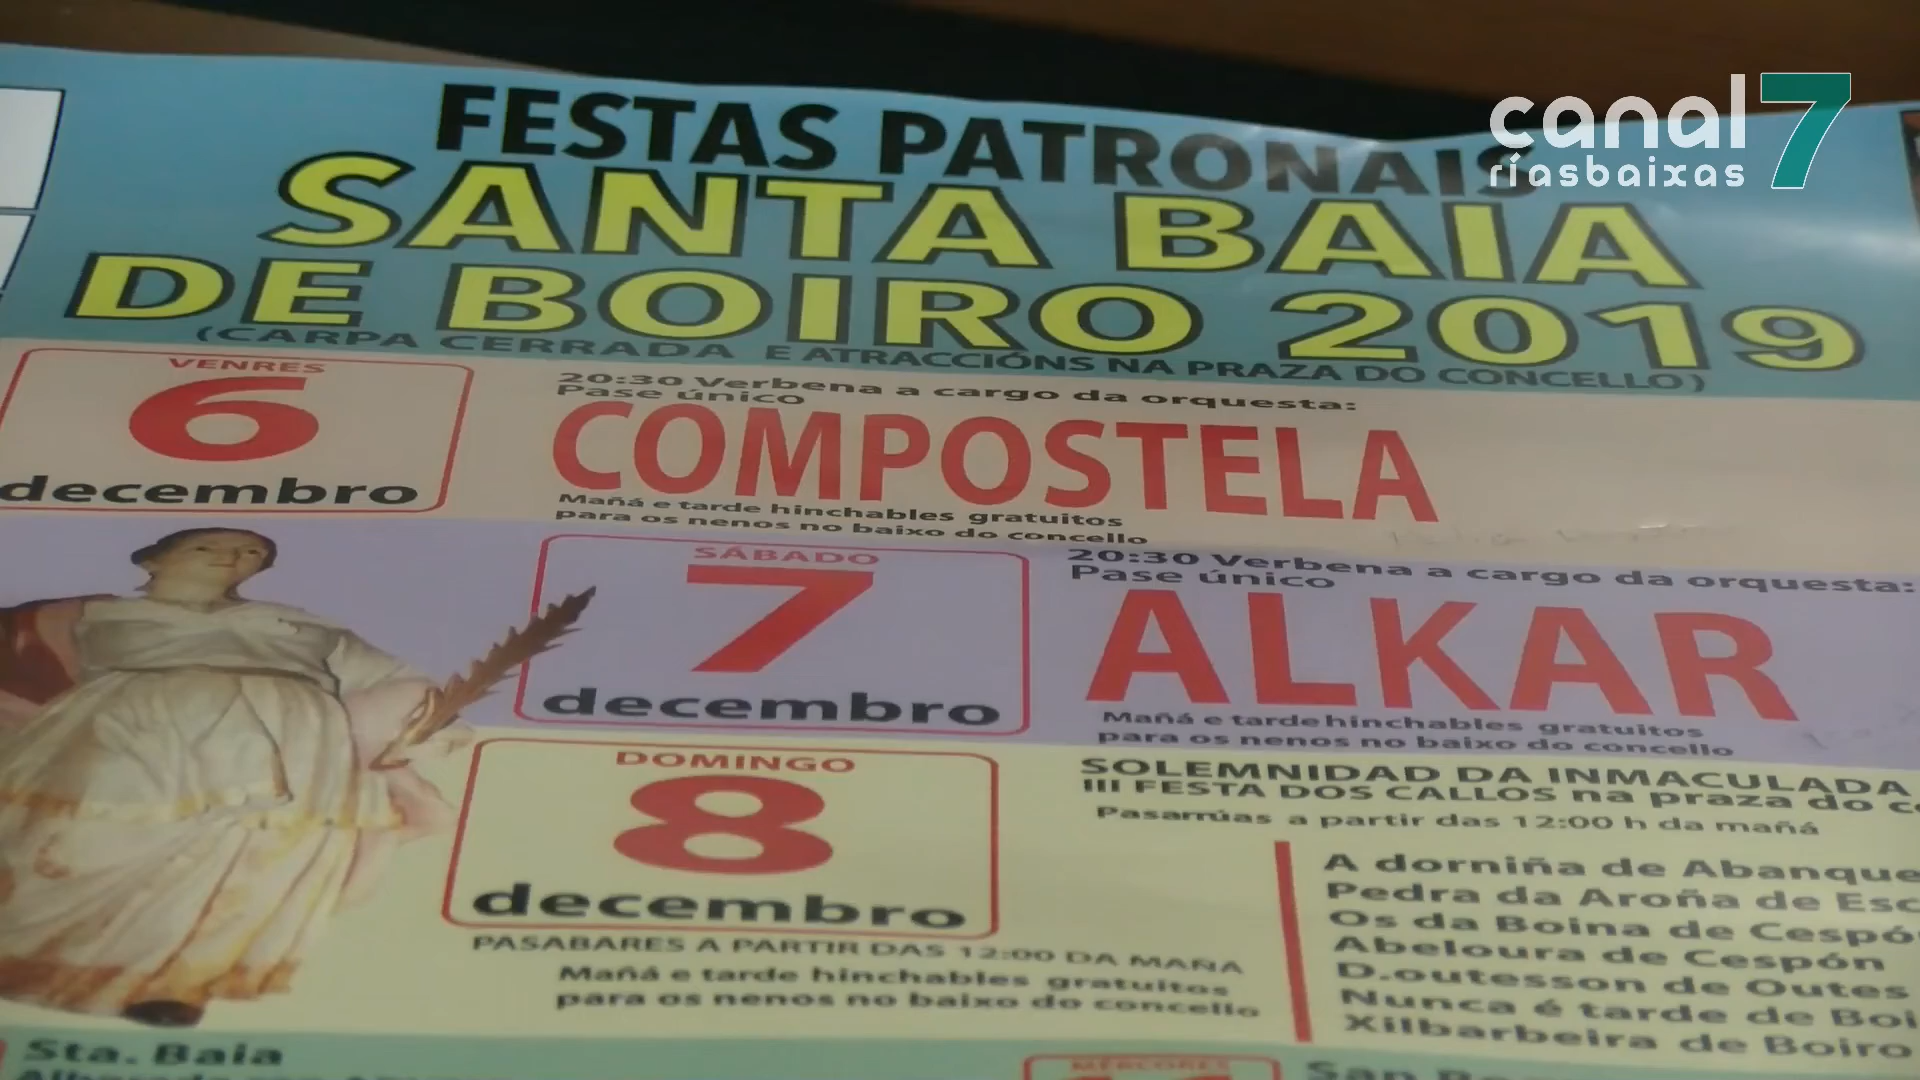 canal 7
ríasbaixas
FESTAS PATRONAIS
SANTA BAIA
DE BOIRO 2019
(CARPA CERRADA E ATRACCIÓNS NA PRAZA DO CONCELLO)
VENRES
6
decembro
20:30 Verbena a cargo da orquesta:
Pase único
COMPOSTELA
Mañá e tarde hinchables gratuitos
para os nenos no baixo do concello
SÁBADO
7
decembro
20:30 Verbena a cargo da orquesta:
Pase único
ALKAR
Mañá e tarde hinchables gratuitos
para os nenos no baixo do concello
DOMINGO
8
decembro
PASABARES A PARTIR DAS 12:00 DA MAÑA
Mañá e tarde hinchables gratuitos
para os nenos no baixo do concello
SOLEMNIDAD DA INMACULADA
III FESTA DOS CALLOS na praza do
Pasarrúas a partir das 12:00 h da mañá
A dorniña de Abanque
Pedra da Aroña de Esc
Os da Boina de Cespó
Abeloura de Cespón
D.outesson de Outes
Nunca é tarde de Boi
Xilbarbeira de Boiro
Sta. Baia
MÉRCORES